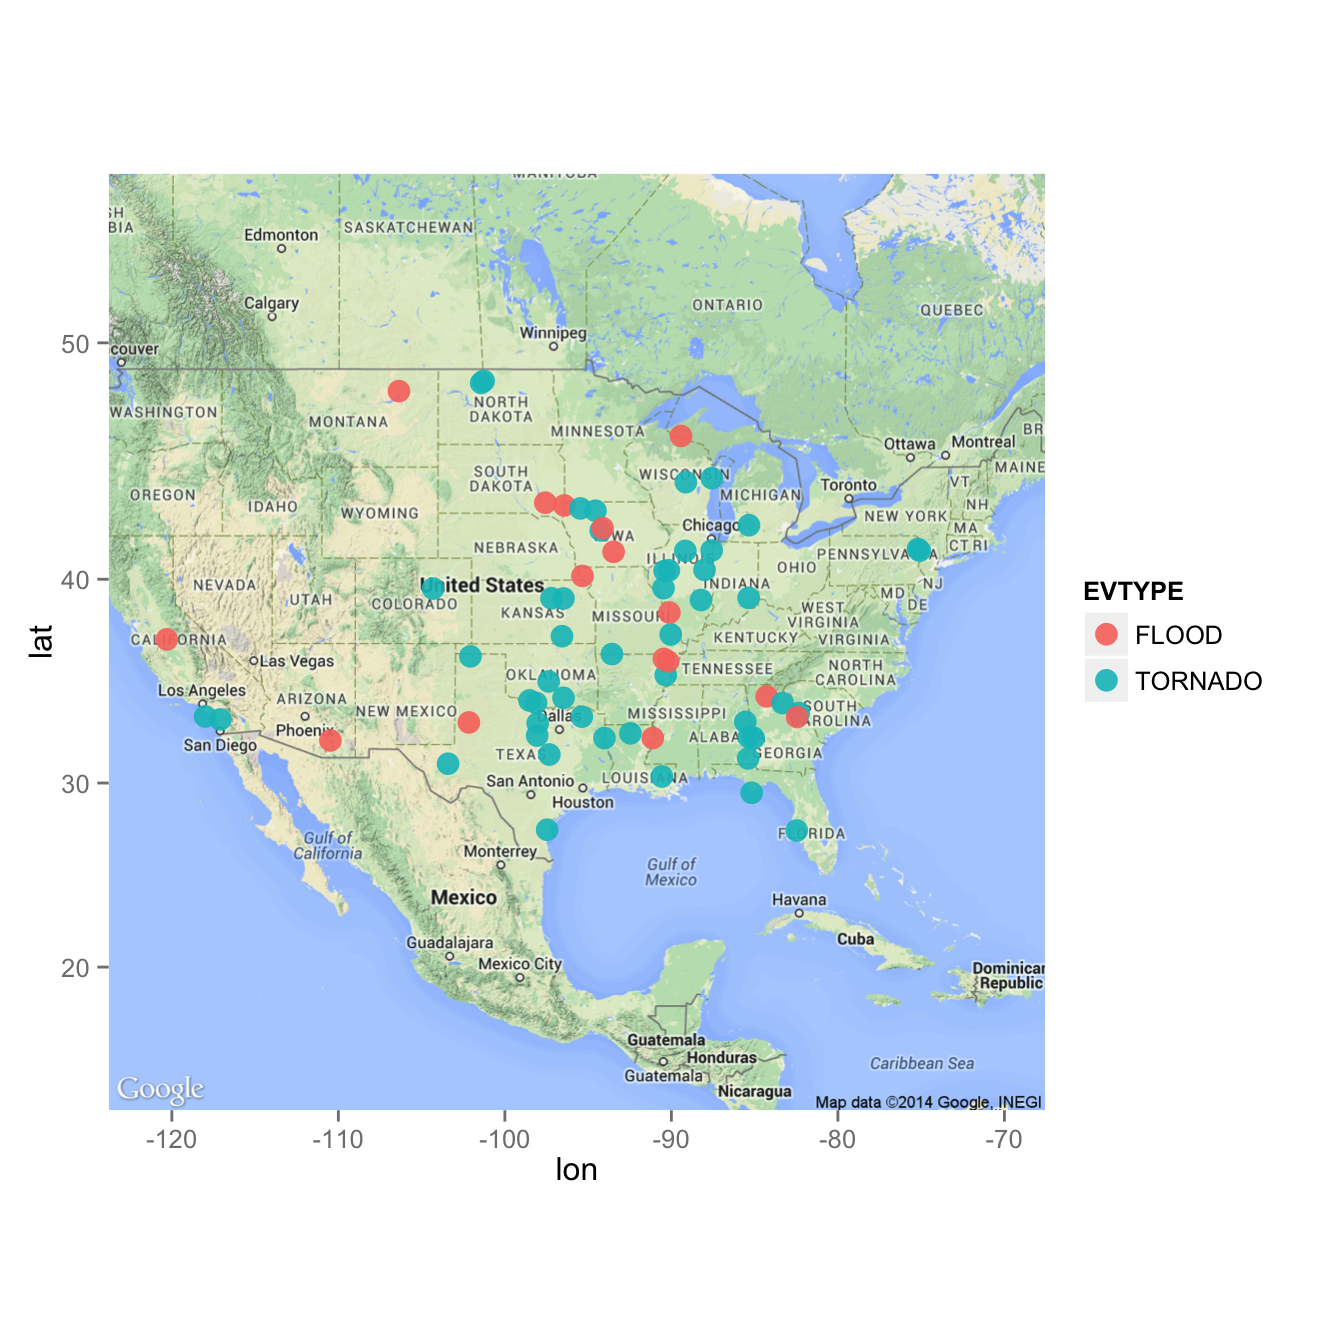 MANITOBA
SH
BIA
SASKATCHEWAN
Edmonton
Calgary
ONTARIO
QUEBEC
50
Winnipeg
couver
WASHINGTON
MONTANA
NORTH
DAKOTA
MINNESOTA
Ottawa
Montreal
BR
MAINE
SOUTH
DAKOTA
WISCONSIN
MICHIGAN
Toronto
VT
OREGON
IDAHO
WYOMING
NH
NEW YORK
MA
CT RI
Chicago
IOWA
NEBRASKA
ILLINOIS
OHIO
PENNSYLVANIA
40
NEVADA
UTAH
COLORADO
United States
KANSAS
MISSOURI
INDIANA
NJ
MD
DE
WEST
VIRGINIA
KENTUCKY
VIRGINIA
CALIFORNIA
Las Vegas
OKLAHOMA
TENNESSEE
NORTH
CAROLINA
Los Angeles
ARIZONA
NEW MEXICO
Phoenix
San Diego
Dallas
MISSISSIPPI
SOUTH
CAROLINA
ALABAMA
GEORGIA
TEXAS
30
San Antonio
Houston
LOUISIANA
FLORIDA
Gulf of
California
Monterrey
Gulf of
Mexico
Mexico
Havana
Cuba
Guadalajara
Mexico City
20
Dominican
Republic
Guatemala
Honduras
Guatemala
Nicaragua
Caribbean Sea
Google
Map data ©2014 Google, INEGI
-120
-110
-100
-90
-80
-70
lon
lat
EVTYPE
FLOOD
TORNADO